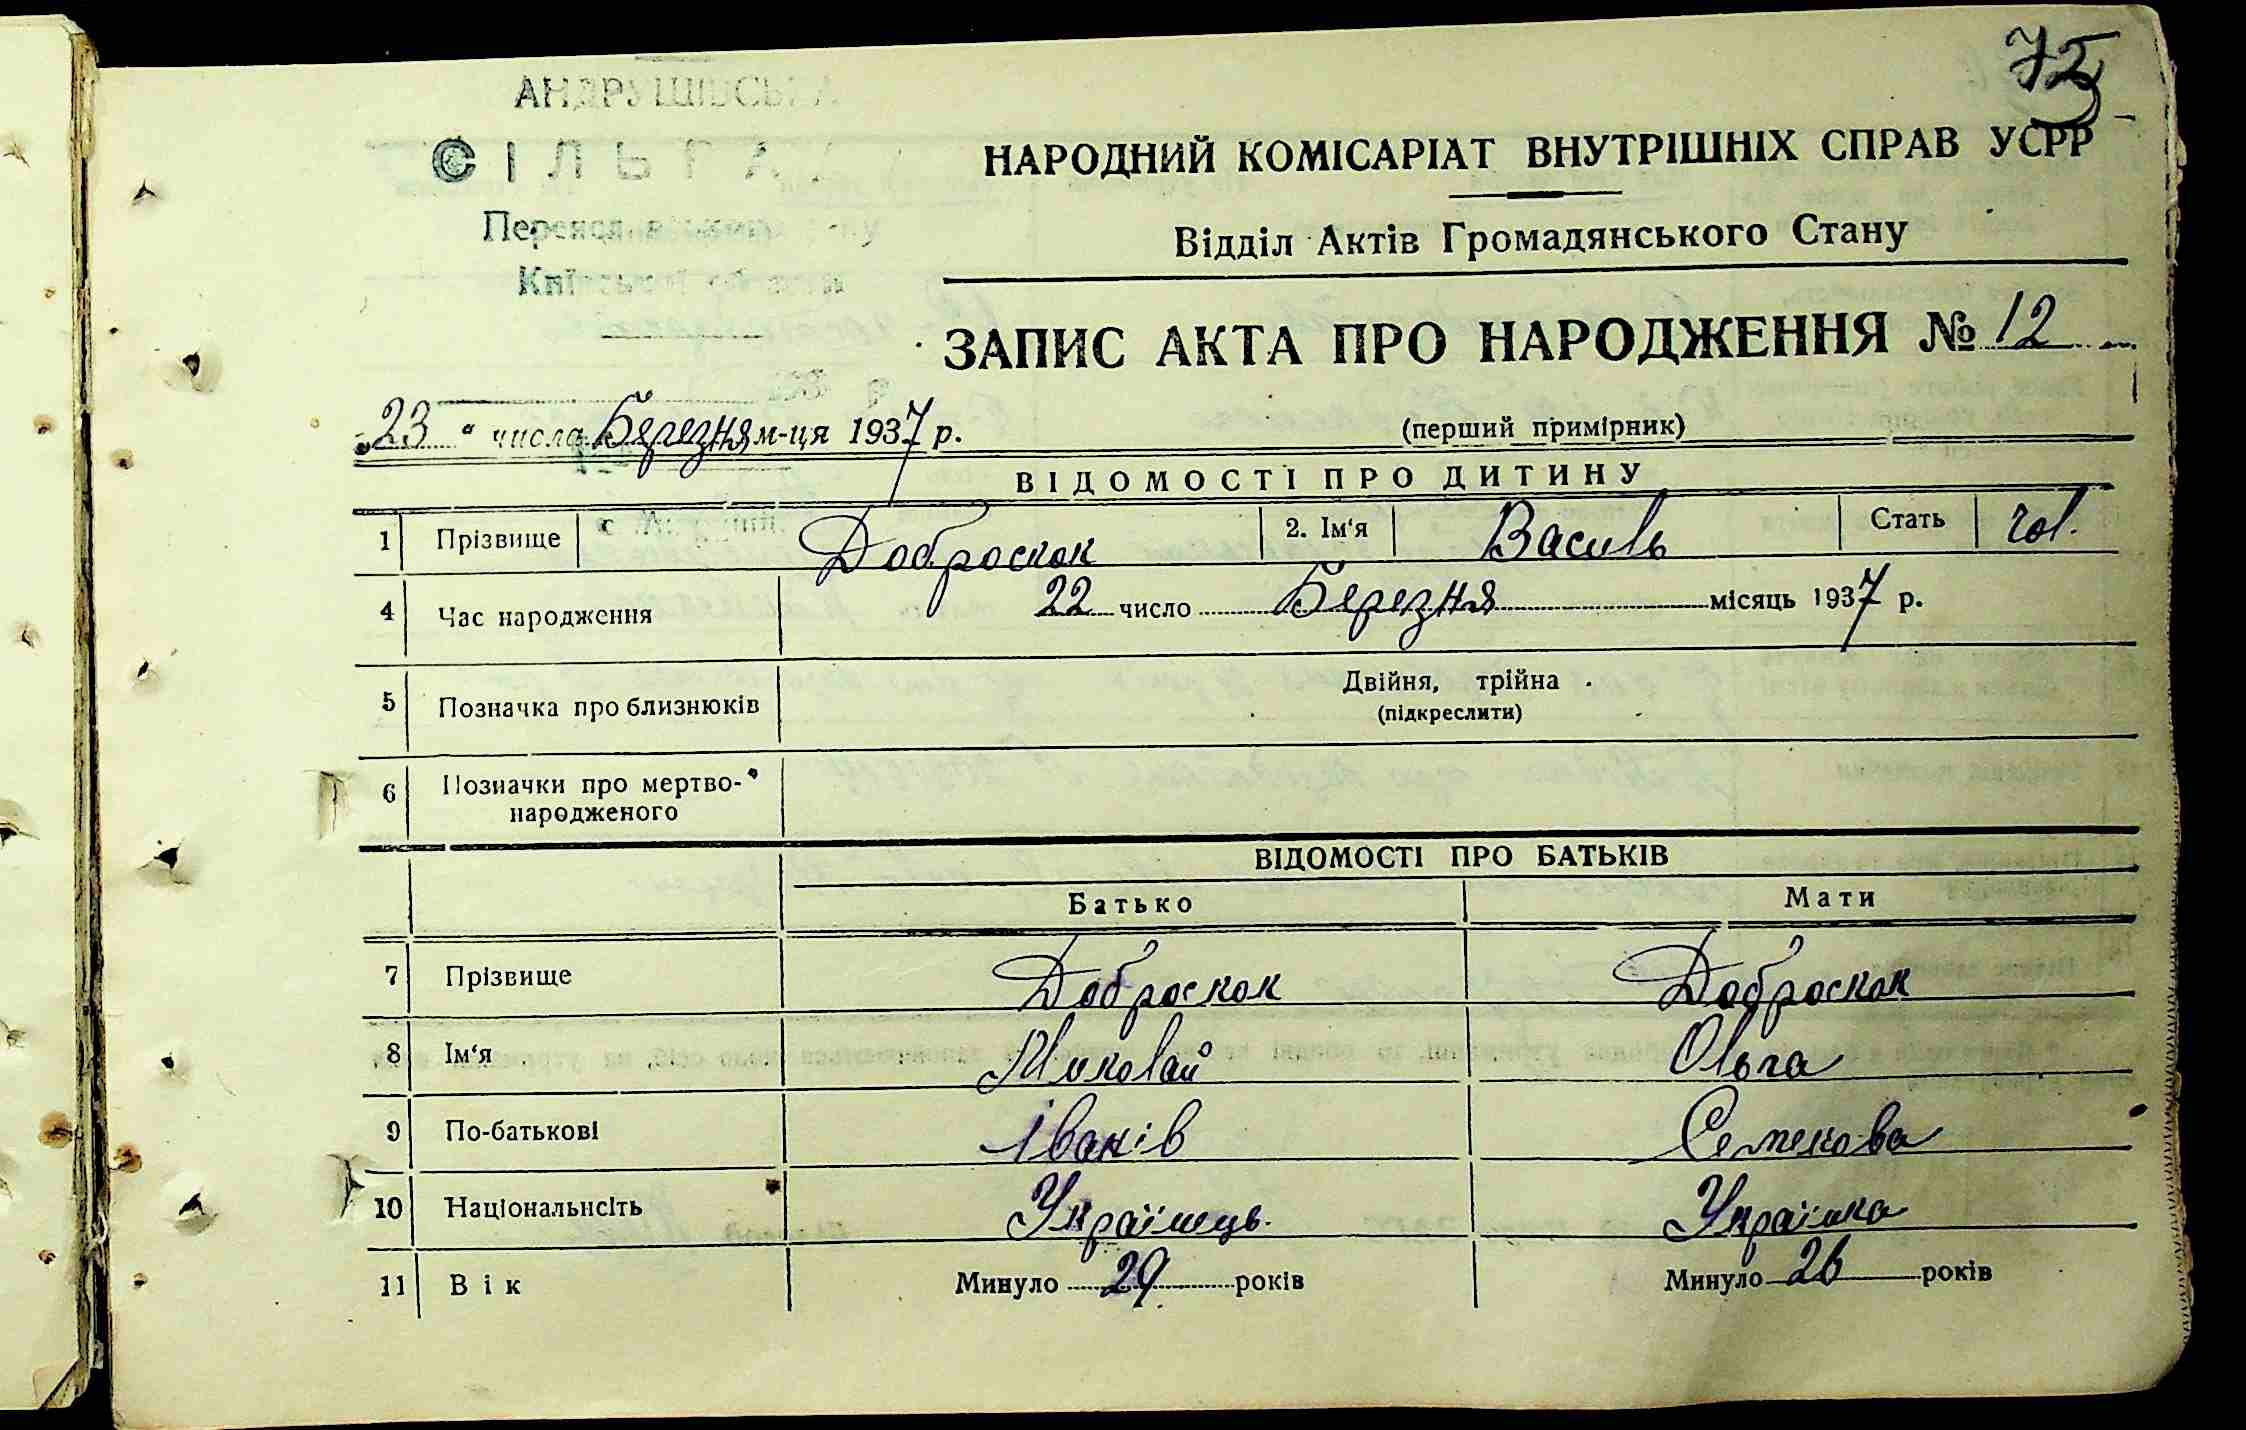 75
АНДРУШІВСЬКА
СІЛЬРАДА
Київської області
НАРОДНИЙ КОМІСАРІАТ ВНУТРІШНІХ СПРАВ УСРР
Відділ Актів Громадянського Стану
ЗАПИС АКТА ПРО НАРОДЖЕННЯ № 12
„23“ числа Березня м-ця 1937 р.
(перший примірник)
ВІДОМОСТІ ПРО ДИТИНУ
1 Прізвище Доброскок 2. Ім‘я Василь Стать чол.
4 Час народження 22 число Березня місяць 1937 р.
5 Позначка про близнюків Двійня, трійна
(підкреслити)
6 Позначки про мертво-
народженого
ВІДОМОСТІ ПРО БАТЬКІВ
Батько Мати
7 Прізвище Доброскок Доброскок
8 Ім‘я Миколай Ольга
9 По-батькові Іванів Семенова
10 Національнсіть Українець. Українка
11 Вік Минуло 29 років Минуло 26 років